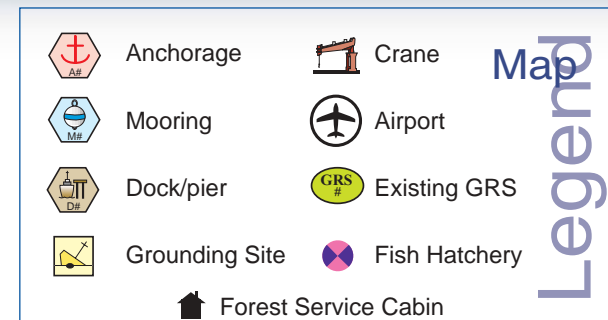 Map Legend
A#
Anchorage
Crane
M#
Mooring
Airport
D#
Dock/pier
GRS
#
Existing GRS
Grounding Site
Fish Hatchery
Forest Service Cabin